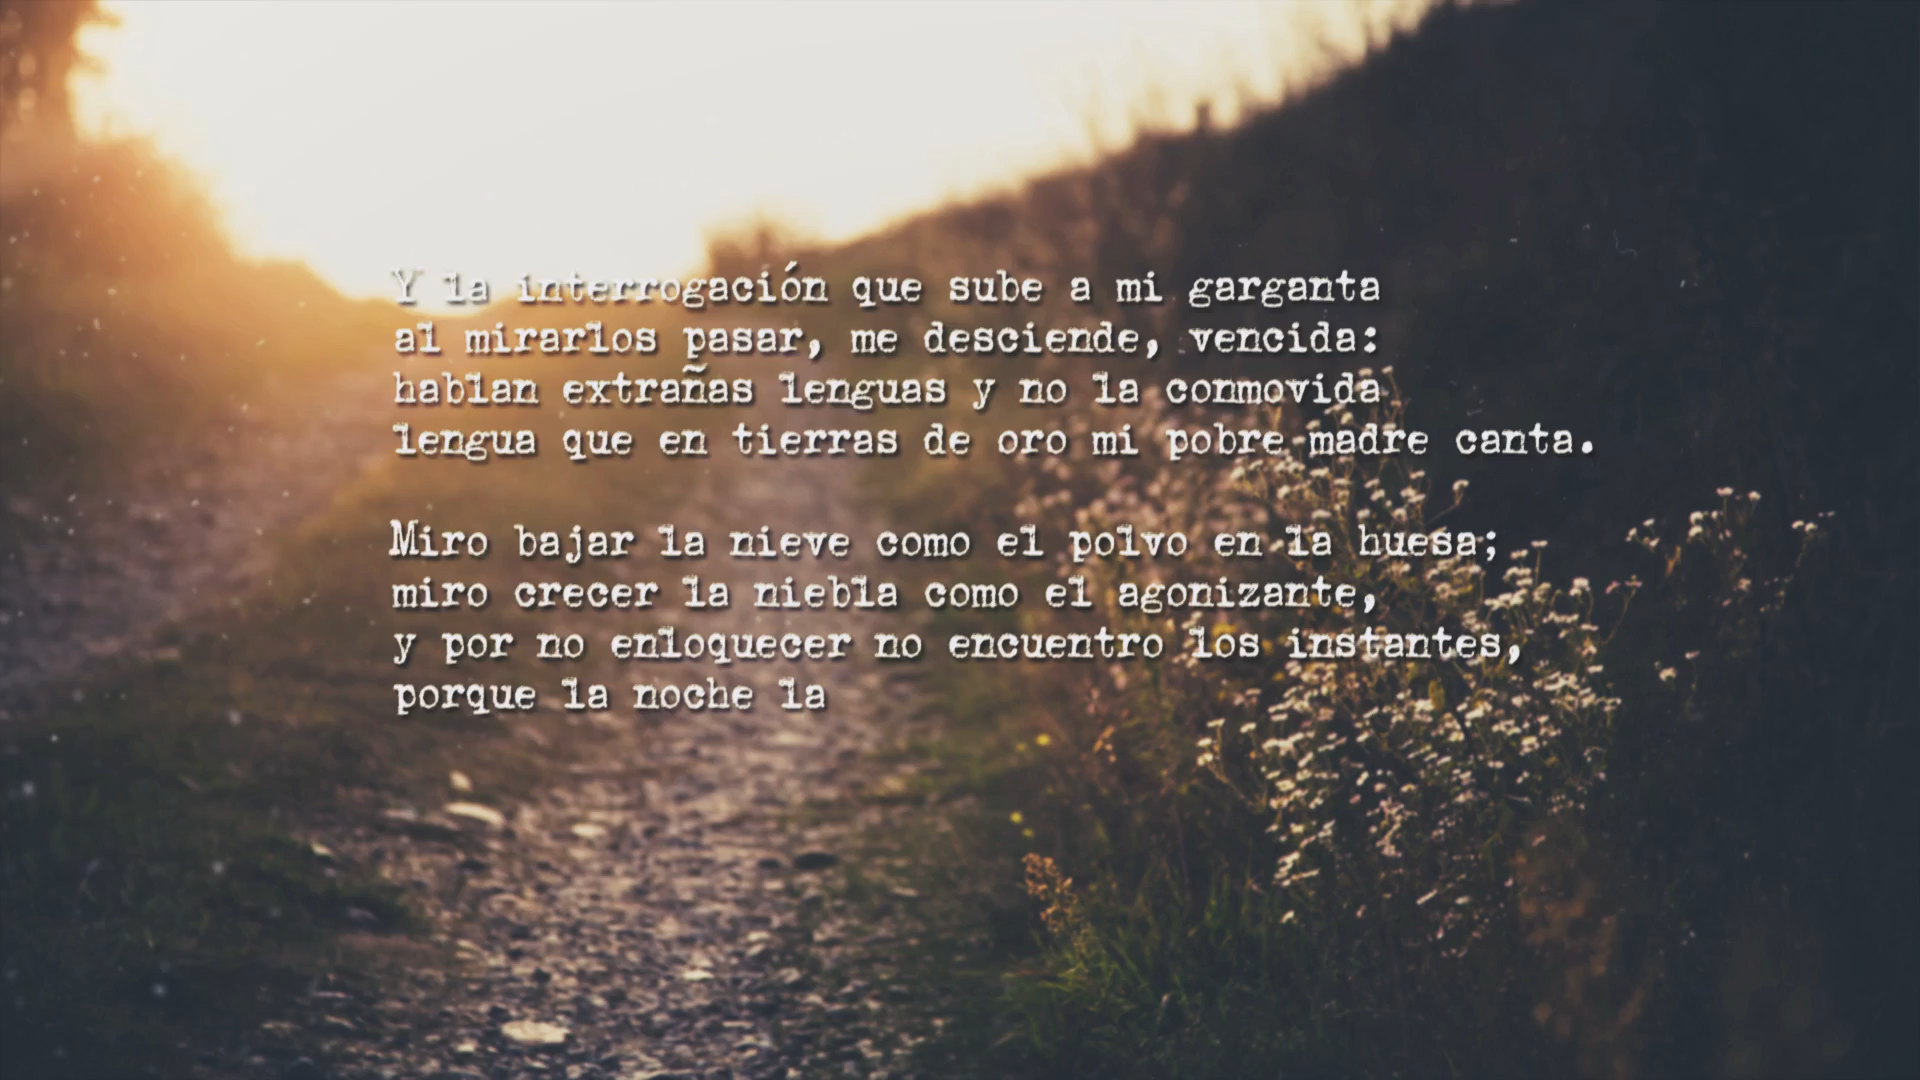 Y la interrogación que sube a mi garganta
al mirarlos pasar, me desciende, vencida:
hablan extrañas lenguas y no la conmovida
lengua que en tierras de oro mi pobre madre canta.
Miro bajar la nieve como el polvo en la huesa;
miro crecer la niebla como el agonizante,
y por no enloquecer no encuentro los instantes,
porque la noche la